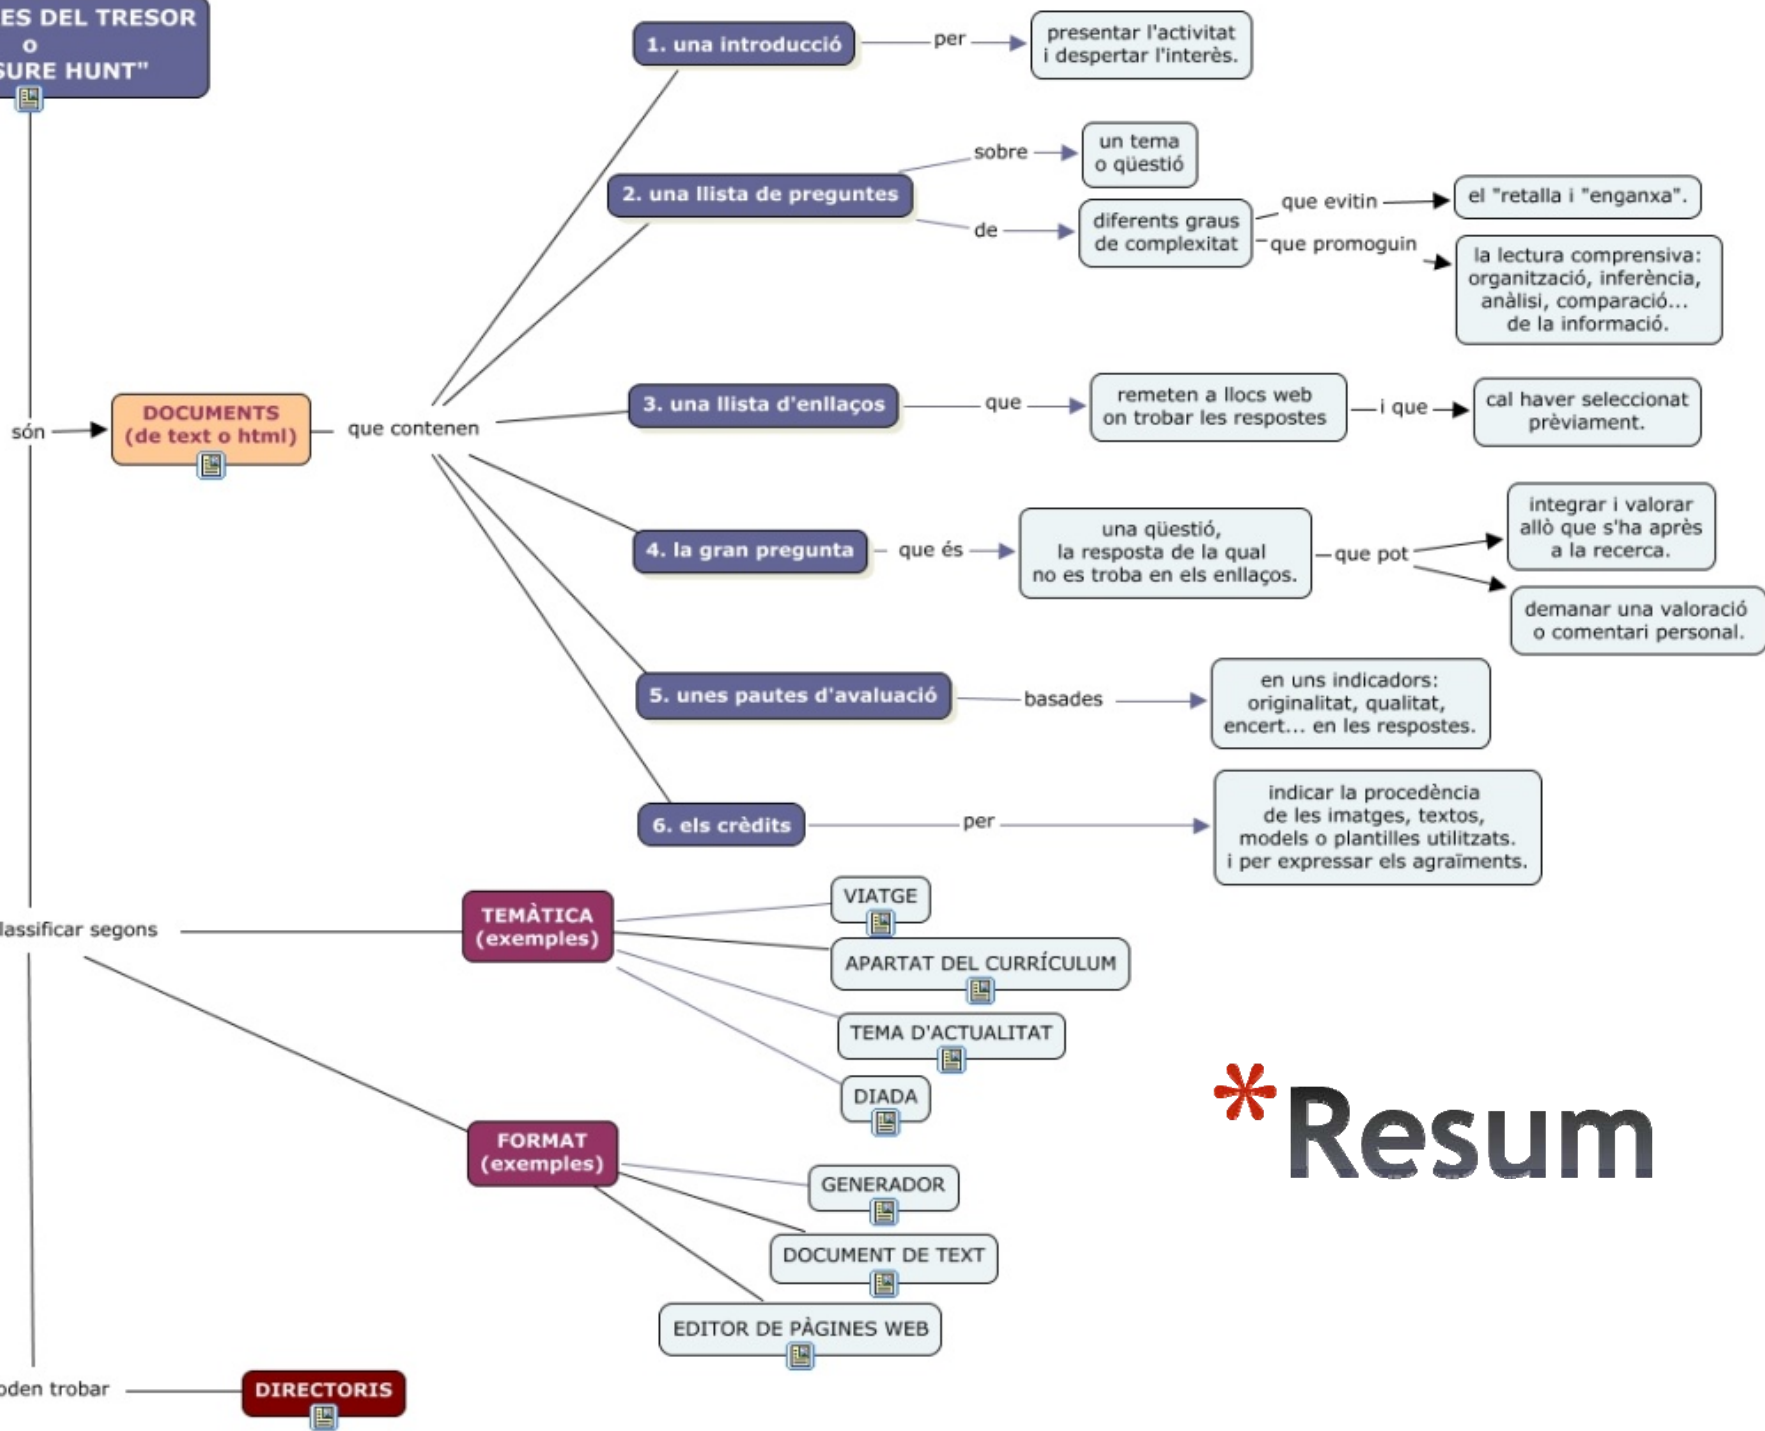 ES DEL TRESOR
o
SURE HUNT"
són
DOCUMENTS
(de text o html)
que contenen
1. una introducció
per
presentar l'activitat
i despertar l'interès.
2. una llista de preguntes
sobre
un tema
o qüestió
de
diferents graus
de complexitat
que evitin
el "retalla i "enganxa".
que promoguin
la lectura comprensiva:
organització, inferència,
anàlisi, comparació...
de la informació.
3. una llista d'enllaços
que
remeten a llocs web
on trobar les respostes
i que
cal haver seleccionat
prèviament.
4. la gran pregunta
que és
una qüestió,
la resposta de la qual
no es troba en els enllaços.
que pot
integrar i valorar
allò que s'ha après
a la recerca.
demanar una valoració
o comentari personal.
5. unes pautes d'avaluació
basades
en uns indicadors:
originalitat, qualitat,
encert... en les respostes.
6. els crèdits
per
indicar la procedència
de les imatges, textos,
models o plantilles utilitzats.
i per expressar els agraïments.
lassificar segons
TEMÀTICA
(exemples)
VIATGE
APARTAT DEL CURRÍCULUM
TEMA D'ACTUALITAT
DIADA
FORMAT
(exemples)
GENERADOR
DOCUMENT DE TEXT
EDITOR DE PÀGINES WEB
oden trobar
DIRECTORIS
*Resum